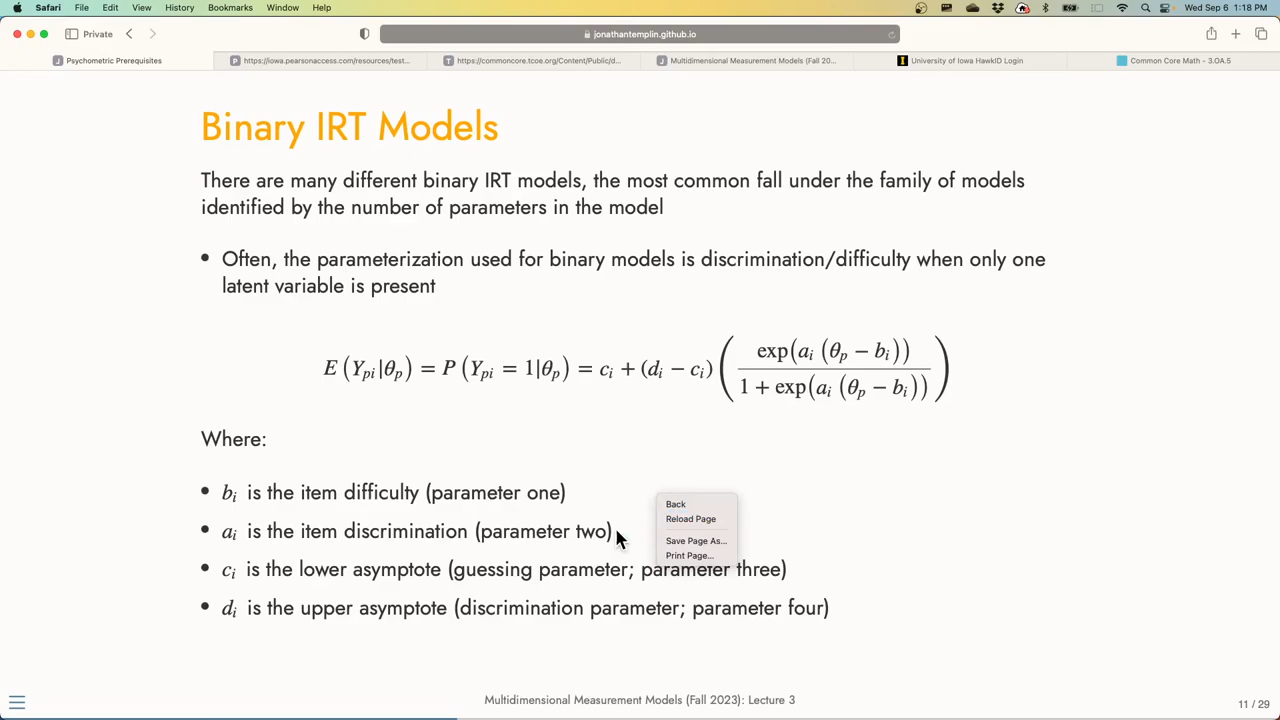 Safari File Edit View History Bookmarks Window Help Wed Sep 6 1:18 PM
Private jonathantemplin.github.io
Psychometric Prerequisites https://iowa.pearsonaccess.com/resources/test... https://commoncore.tcoe.org/Content/Public/d... Multidimensional Measurement Models (Fall 20... University of Iowa HawkID Login Common Core Math - 3.OA.5
Binary IRT Models
There are many different binary IRT models, the most common fall under the family of models
identified by the number of parameters in the model
• Often, the parameterization used for binary models is discrimination/difficulty when only one
latent variable is present
E (Y_pi|θ_p) = P (Y_pi = 1|θ_p) = c_i + (d_i − c_i) ( exp(a_i (θ_p − b_i)) / 1 + exp(a_i (θ_p − b_i)) )
Where:
• b_i is the item difficulty (parameter one)
• a_i is the item discrimination (parameter two)
• c_i is the lower asymptote (guessing parameter; parameter three)
• d_i is the upper asymptote (discrimination parameter; parameter four)
Back
Reload Page
Save Page As...
Print Page...
Multidimensional Measurement Models (Fall 2023): Lecture 3
11 / 29